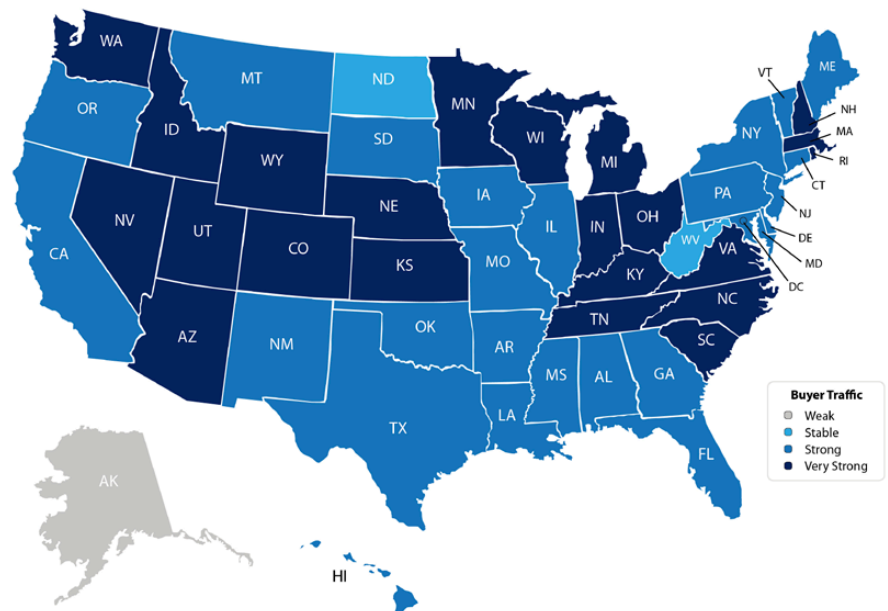 WA
MT
ND
MN
VT
ME
OR
ID
SD
WI
MI
NY
NH
MA
RI
CT
WY
IA
PA
NJ
NE
NV
UT
CO
IL
IN
OH
WV
DE
MD
CA
KS
MO
KY
VA
DC
AZ
NM
OK
TN
NC
AR
SC
TX
LA
MS
AL
GA
FL
Buyer Traffic
Weak
Stable
Strong
Very Strong
AK
HI